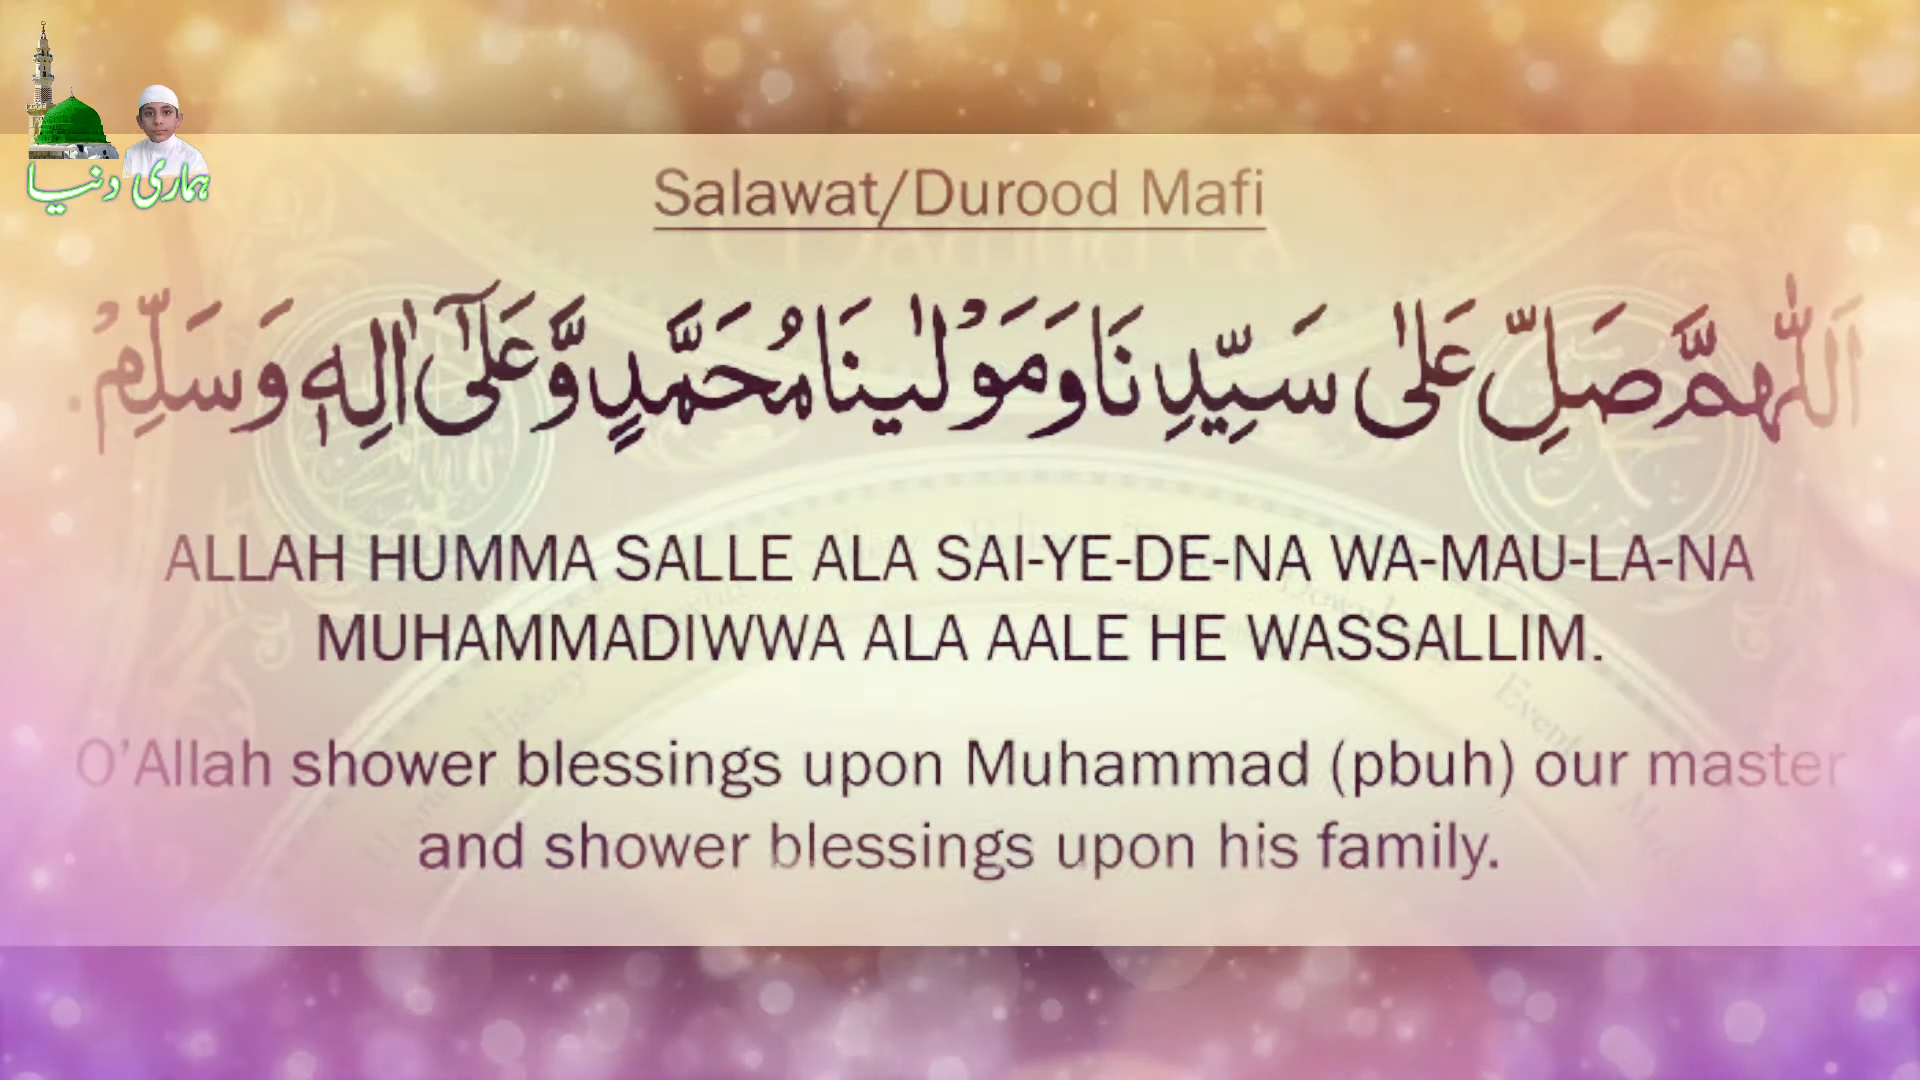 ہماری دنیا
Salawat/Durood Mafi
اَللّٰهُمَّ صَلِّ عَلٰى سَيِّدِنَا وَمَوْلٰينَا مُحَمَّدٍ وَّعَلٰٓى اٰلِهٖ وَسَلِّمْ.
ALLAH HUMMA SALLE ALA SAI-YE-DE-NA WA-MAU-LA-NA
MUHAMMADIWWA ALA AALE HE WASSALLIM.
O'Allah shower blessings upon Muhammad (pbuh) our master
and shower blessings upon his family.